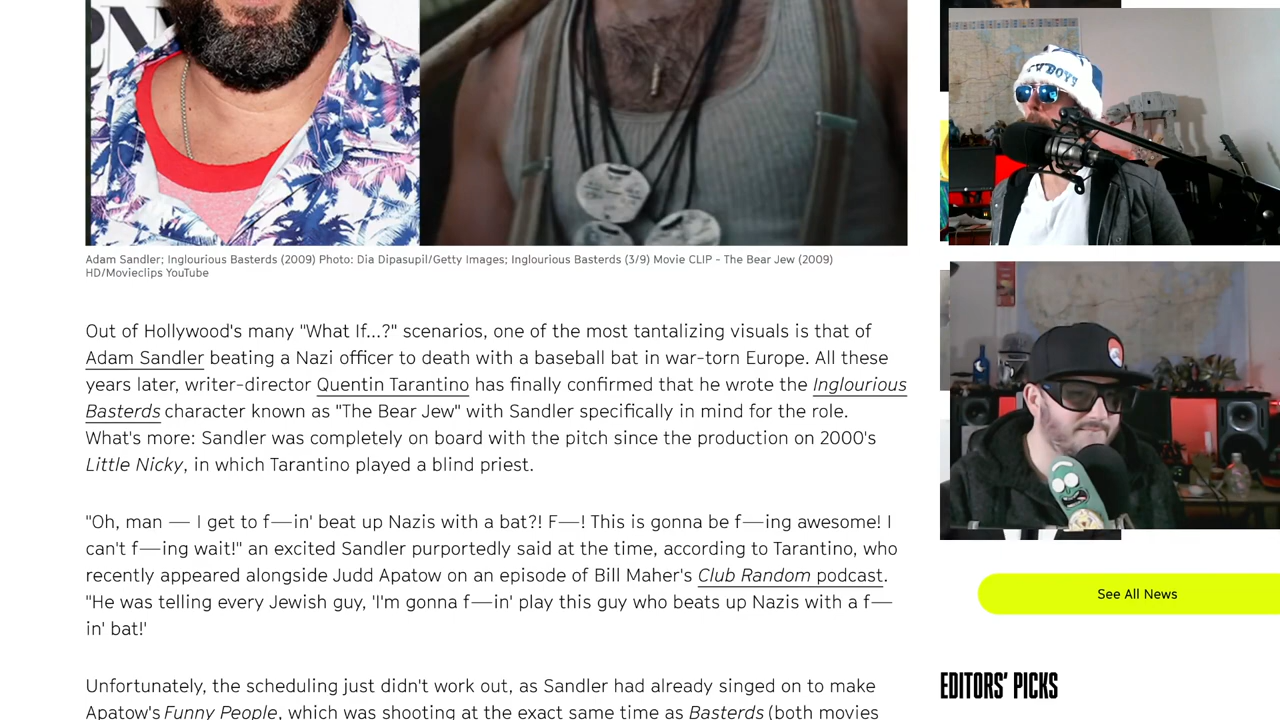 Adam Sandler; Inglourious Basterds (2009) Photo: Dia Dipasupil/Getty Images; Inglourious Basterds (3/9) Movie CLIP - The Bear Jew (2009)
HD/Movieclips YouTube
Out of Hollywood's many "What If...?" scenarios, one of the most tantalizing visuals is that of
Adam Sandler beating a Nazi officer to death with a baseball bat in war-torn Europe. All these
years later, writer-director Quentin Tarantino has finally confirmed that he wrote the Inglourious
Basterds character known as "The Bear Jew" with Sandler specifically in mind for the role.
What's more: Sandler was completely on board with the pitch since the production on 2000's
Little Nicky, in which Tarantino played a blind priest.
"Oh, man — I get to f—in' beat up Nazis with a bat?! F—! This is gonna be f—ing awesome! I
can't f—ing wait!" an excited Sandler purportedly said at the time, according to Tarantino, who
recently appeared alongside Judd Apatow on an episode of Bill Maher's Club Random podcast.
"He was telling every Jewish guy, 'I'm gonna f—in' play this guy who beats up Nazis with a f—
in' bat!'
Unfortunately, the scheduling just didn't work out, as Sandler had already singed on to make
Apatow's Funny People, which was shooting at the exact same time as Basterds (both movies
See All News
EDITORS' PICKS